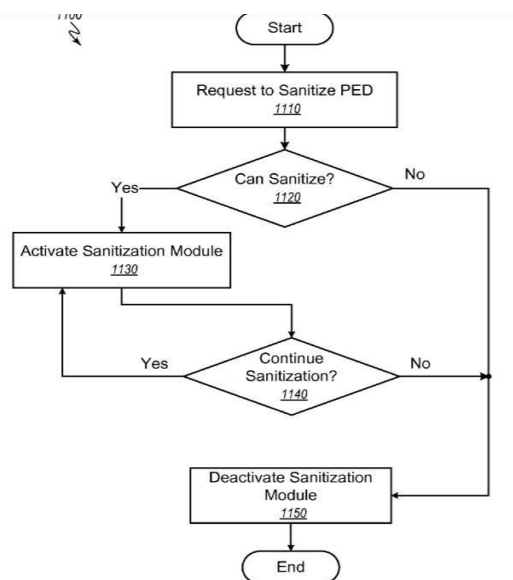 1100
Start
Request to Sanitize PED
1110
Can Sanitize?
1120
Yes
No
Activate Sanitization Module
1130
Continue
Sanitization?
1140
Yes
No
Deactivate Sanitization
Module
1150
End